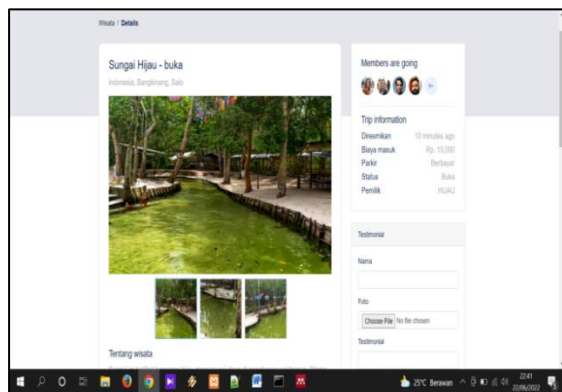 Wisata / Details
Sungai Hijau - buka
Indonesia, Bangkinang, Salo
Tentang wisata
Members are going
Trip information
Diresmikan 10 minutes ago
Biaya masuk Rp. 15,000
Parkir Berbayar
Status Buka
Pemilik HIJAU
Testimonial
Nama
Foto
Choose File No file chosen
Testimonial
25°C Berawan
22:41
22/06/2022